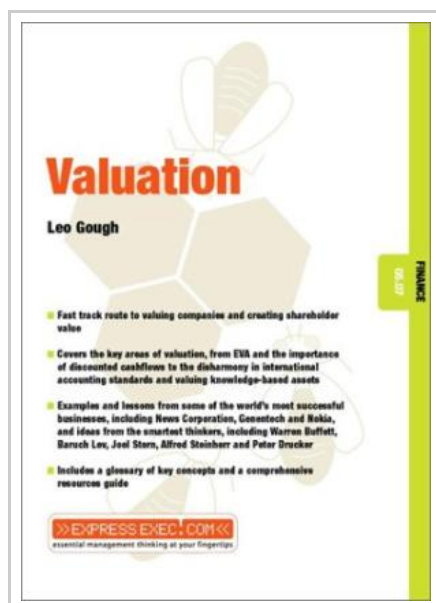 Valuation
Leo Gough
Fast track route to valuing companies and creating shareholder
value
Covers the key areas of valuation, from EVA and the importance
of discounted cashflows to the disharmony in international
accounting standards and valuing knowledge-based assets
Examples and lessons from some of the world's most successful
businesses, including News Corporation, Genentech and Nokia,
and ideas from the smartest thinkers, including Warren Buffett,
Baruch Lev, Joel Stern, Alfred Steinherr and Peter Drucker
Includes a glossary of key concepts and a comprehensive
resources guide
>>EXPRESS EXEC!COM<<
essential management thinking at your fingertips
FINANCE
05.07